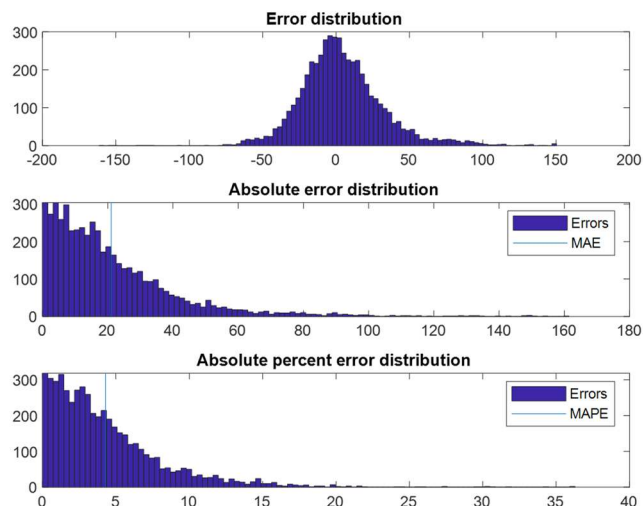 Error distribution
300
200
100
0
-200 -150 -100 -50 0 50 100 150 200
Absolute error distribution
300
200
100
0
Errors
MAE
0 20 40 60 80 100 120 140 160 180
Absolute percent error distribution
300
200
100
0
Errors
MAPE
0 5 10 15 20 25 30 35 40